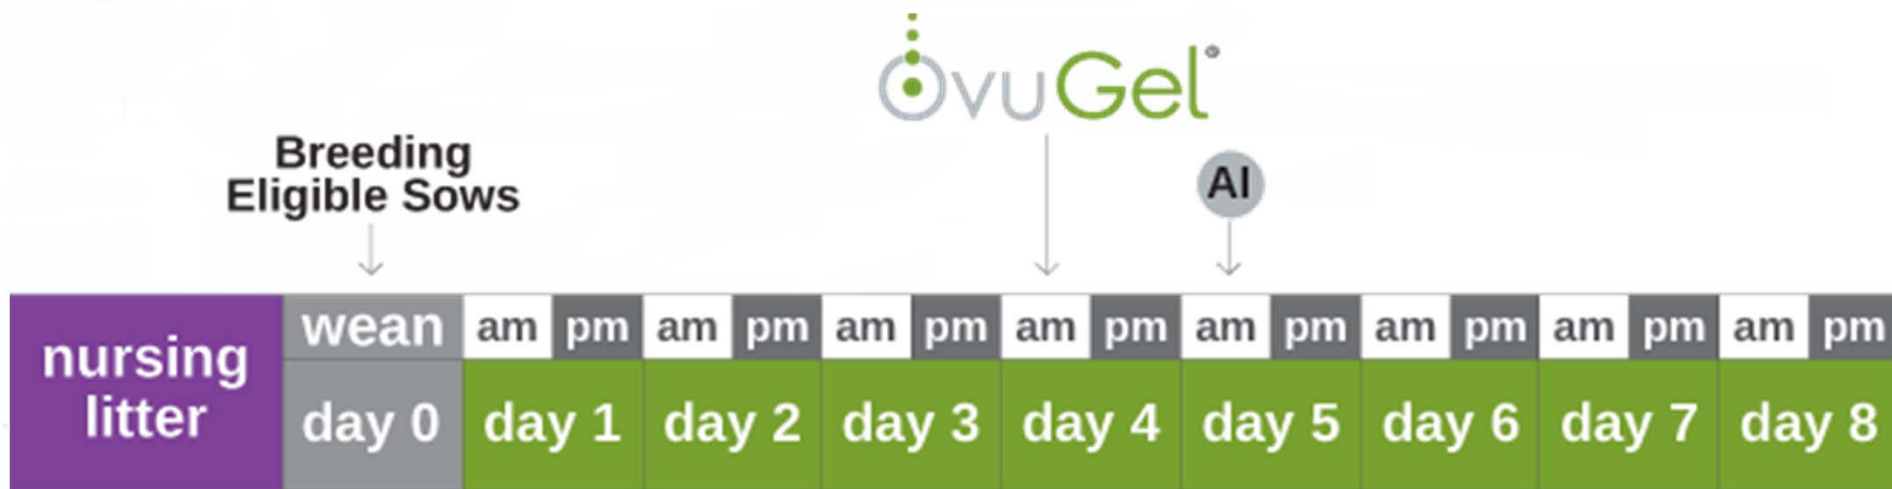 OvuGel®
Breeding
Eligible Sows
AI
nursing
litter
wean am pm am pm am pm am pm am pm am pm am pm am pm
day 0 day 1 day 2 day 3 day 4 day 5 day 6 day 7 day 8